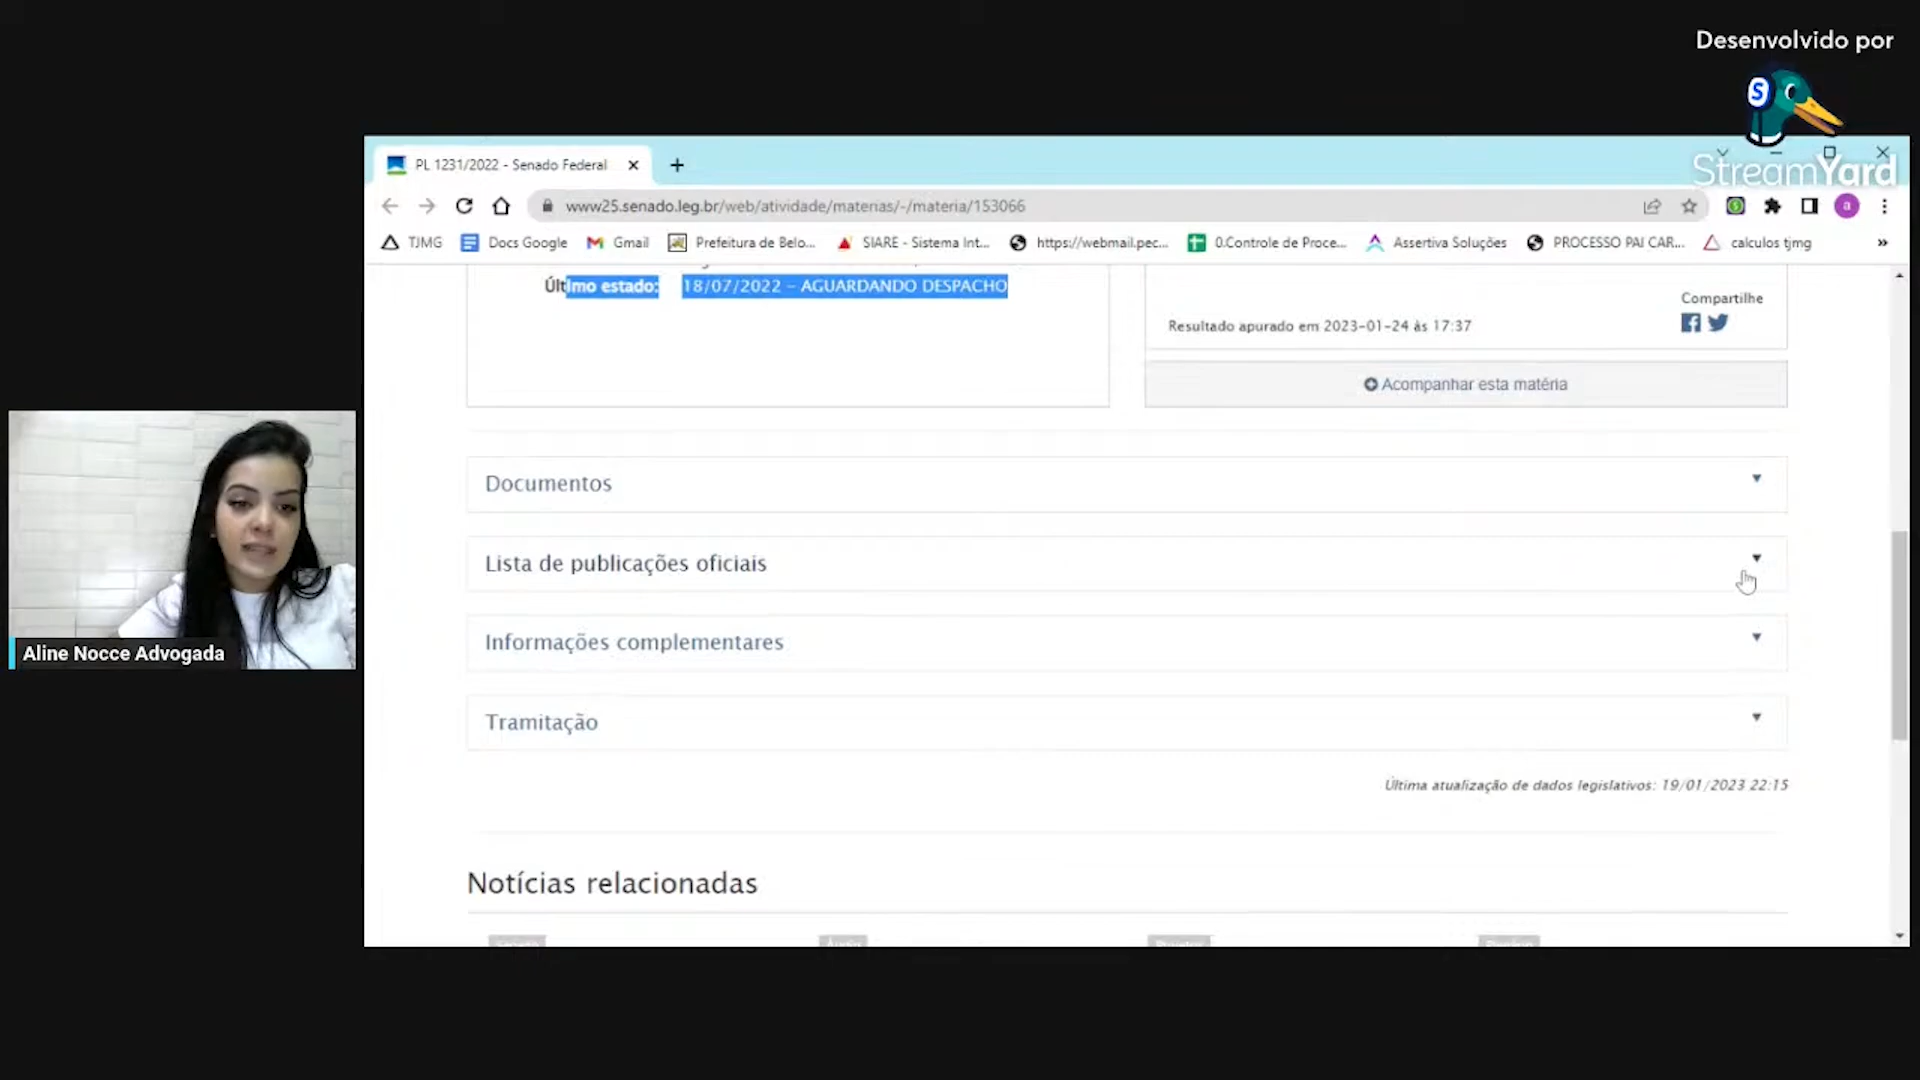 Desenvolvido por
StreamYard
PL 1231/2022 - Senado Federal
www25.senado.leg.br/web/atividade/materias/-/materia/153066
TJMG
Docs Google
Gmail
Prefeitura de Belo...
SIARE - Sistema Int...
https://webmail.pec...
0.Controle de Proce...
Assertiva Soluções
PROCESSO PAI CAR...
calculos tjmg
»
Último estado: 18/07/2022 - AGUARDANDO DESPACHO
Compartilhe
Resultado apurado em 2023-01-24 às 17:37
Acompanhar esta matéria
Documentos
Lista de publicações oficiais
Informações complementares
Tramitação
Última atualização de dados legislativos: 19/01/2023 22:15
Notícias relacionadas
Aline Nocce Advogada